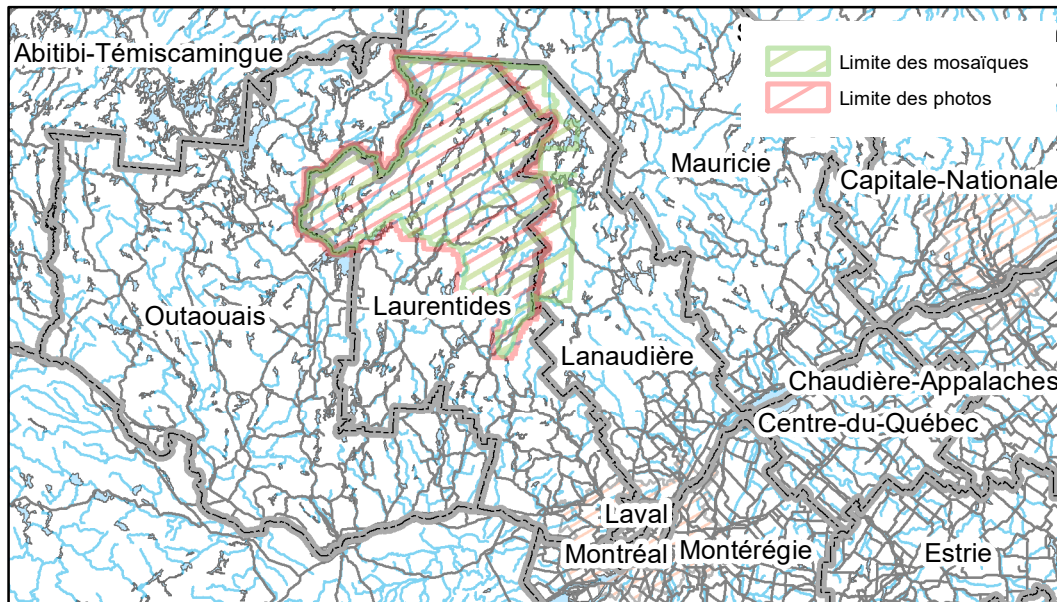 Abitibi-Témiscamingue
Limite des mosaïques
Limite des photos
Mauricie
Capitale-Nationale
Outaouais
Laurentides
Lanaudière
Chaudière-Appalaches
Centre-du-Québec
Laval
Montréal
Montérégie
Estrie